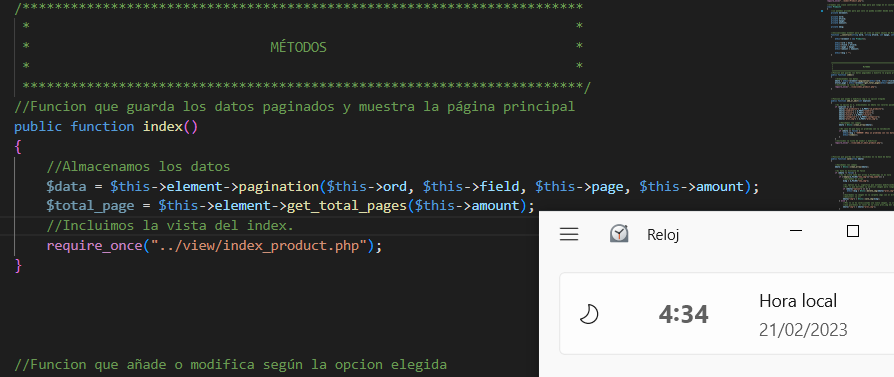 /**********************************************************************
* *
* MÉTODOS *
* *
**********************************************************************/
//Funcion que guarda los datos paginados y muestra la página principal
public function index()
{
//Almacenamos los datos
$data = $this->element->pagination($this->ord, $this->field, $this->page, $this->amount);
$total_page = $this->element->get_total_pages($this->amount);
//Incluimos la vista del index.
require_once("../view/index_product.php");
}
//Funcion que añade o modifica según la opcion elegida
Reloj
4:34
Hora local
21/02/2023